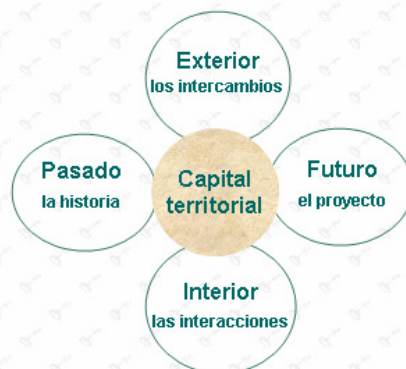 Exterior
los intercambios
Pasado
la historia
Capital
territorial
Futuro
el proyecto
Interior
las interacciones